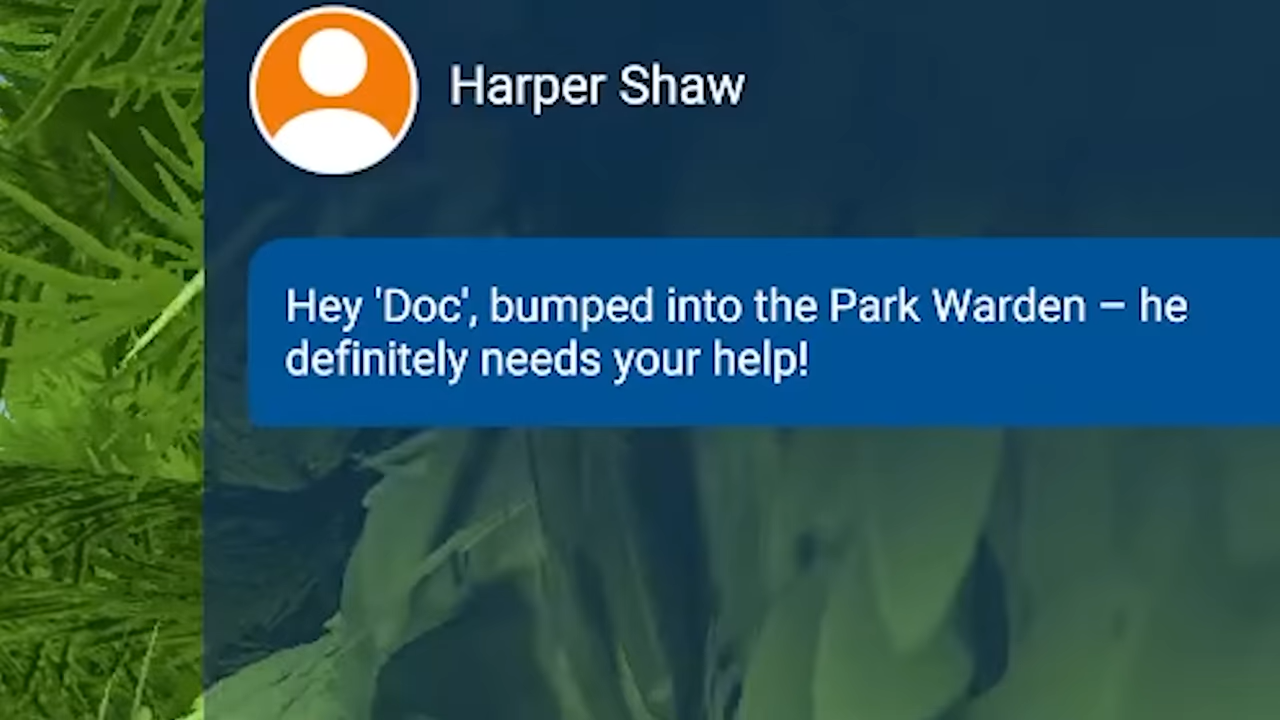 Harper Shaw
Hey 'Doc', bumped into the Park Warden – he
definitely needs your help!